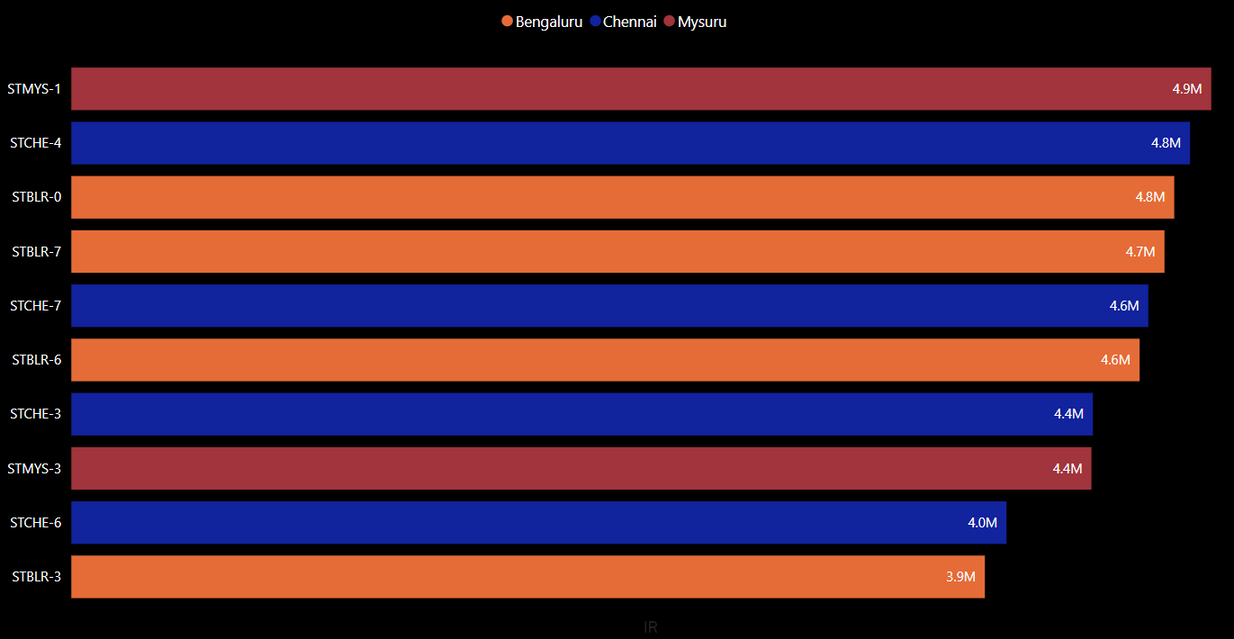 Bengaluru Chennai Mysuru
STMYS-1 4.9M
STCHE-4 4.8M
STBLR-0 4.8M
STBLR-7 4.7M
STCHE-7 4.6M
STBLR-6 4.6M
STCHE-3 4.4M
STMYS-3 4.4M
STCHE-6 4.0M
STBLR-3 3.9M
IR